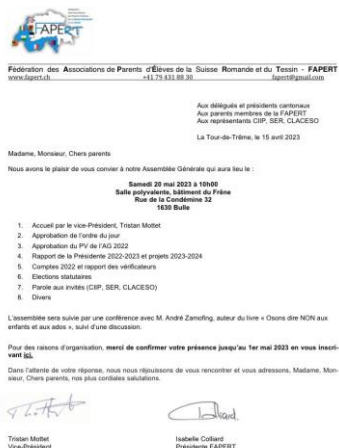 FAPERT
Fédération des Associations de Parents d'Élèves de la Suisse Romande et du Tessin - FAPERT
www.fapert.ch +41 79 431 88 30 fapert@gmail.com
Aux délégués et présidents cantonaux
Aux parents membres de la FAPERT
Aux représentants CIIP, SER, CLACESO
La Tour-de-Trême, le 15 avril 2023
Madame, Monsieur, Chers parents
Nous avons le plaisir de vous convier à notre Assemblée Générale qui aura lieu le :
Samedi 20 mai 2023 à 10h00
Salle polyvalente, bâtiment du Frêne
Rue de la Condémine 32
1630 Bulle
1. Accueil par le vice-Président, Tristan Mottet
2. Approbation de l'ordre du jour
3. Approbation du PV de l'AG 2022
4. Rapport de la Présidente 2022-2023 et projets 2023-2024
5. Comptes 2022 et rapport des vérificateurs
6. Elections statutaires
7. Parole aux invités (CIIP, SER, CLACESO)
8. Divers
L'assemblée sera suivie par une conférence avec M. André Zamofing, auteur du livre « Osons dire NON aux
enfants et aux ados », suivi d'une discussion.
Pour des raisons d'organisation, merci de confirmer votre présence jusqu'au 1er mai 2023 en vous inscri-
vant ici.
Dans l'attente de votre réponse, nous nous réjouissons de vous rencontrer et vous adressons, Madame, Mon-
sieur, Chers parents, nos plus cordiales salutations.
Tristan Mottet Isabelle Colliard
Vice-Président Présidente FAPERT